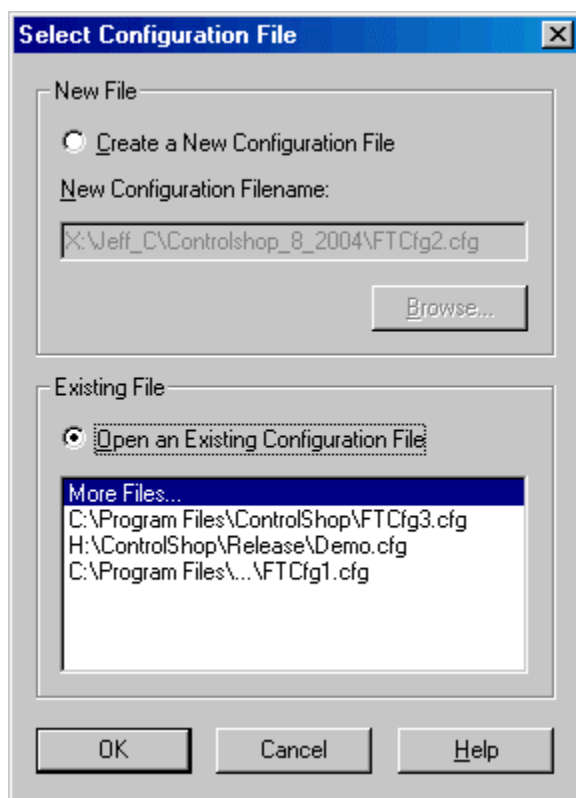 Select Configuration File
New File
Create a New Configuration File
New Configuration Filename:
X:\Jeff_C\Controlshop_8_2004\FTCfg2.cfg
Browse...
Existing File
Open an Existing Configuration File
More Files...
C:\Program Files\ControlShop\FTCfg3.cfg
H:\ControlShop\Release\Demo.cfg
C:\Program Files\...\FTCfg1.cfg
OK
Cancel
Help